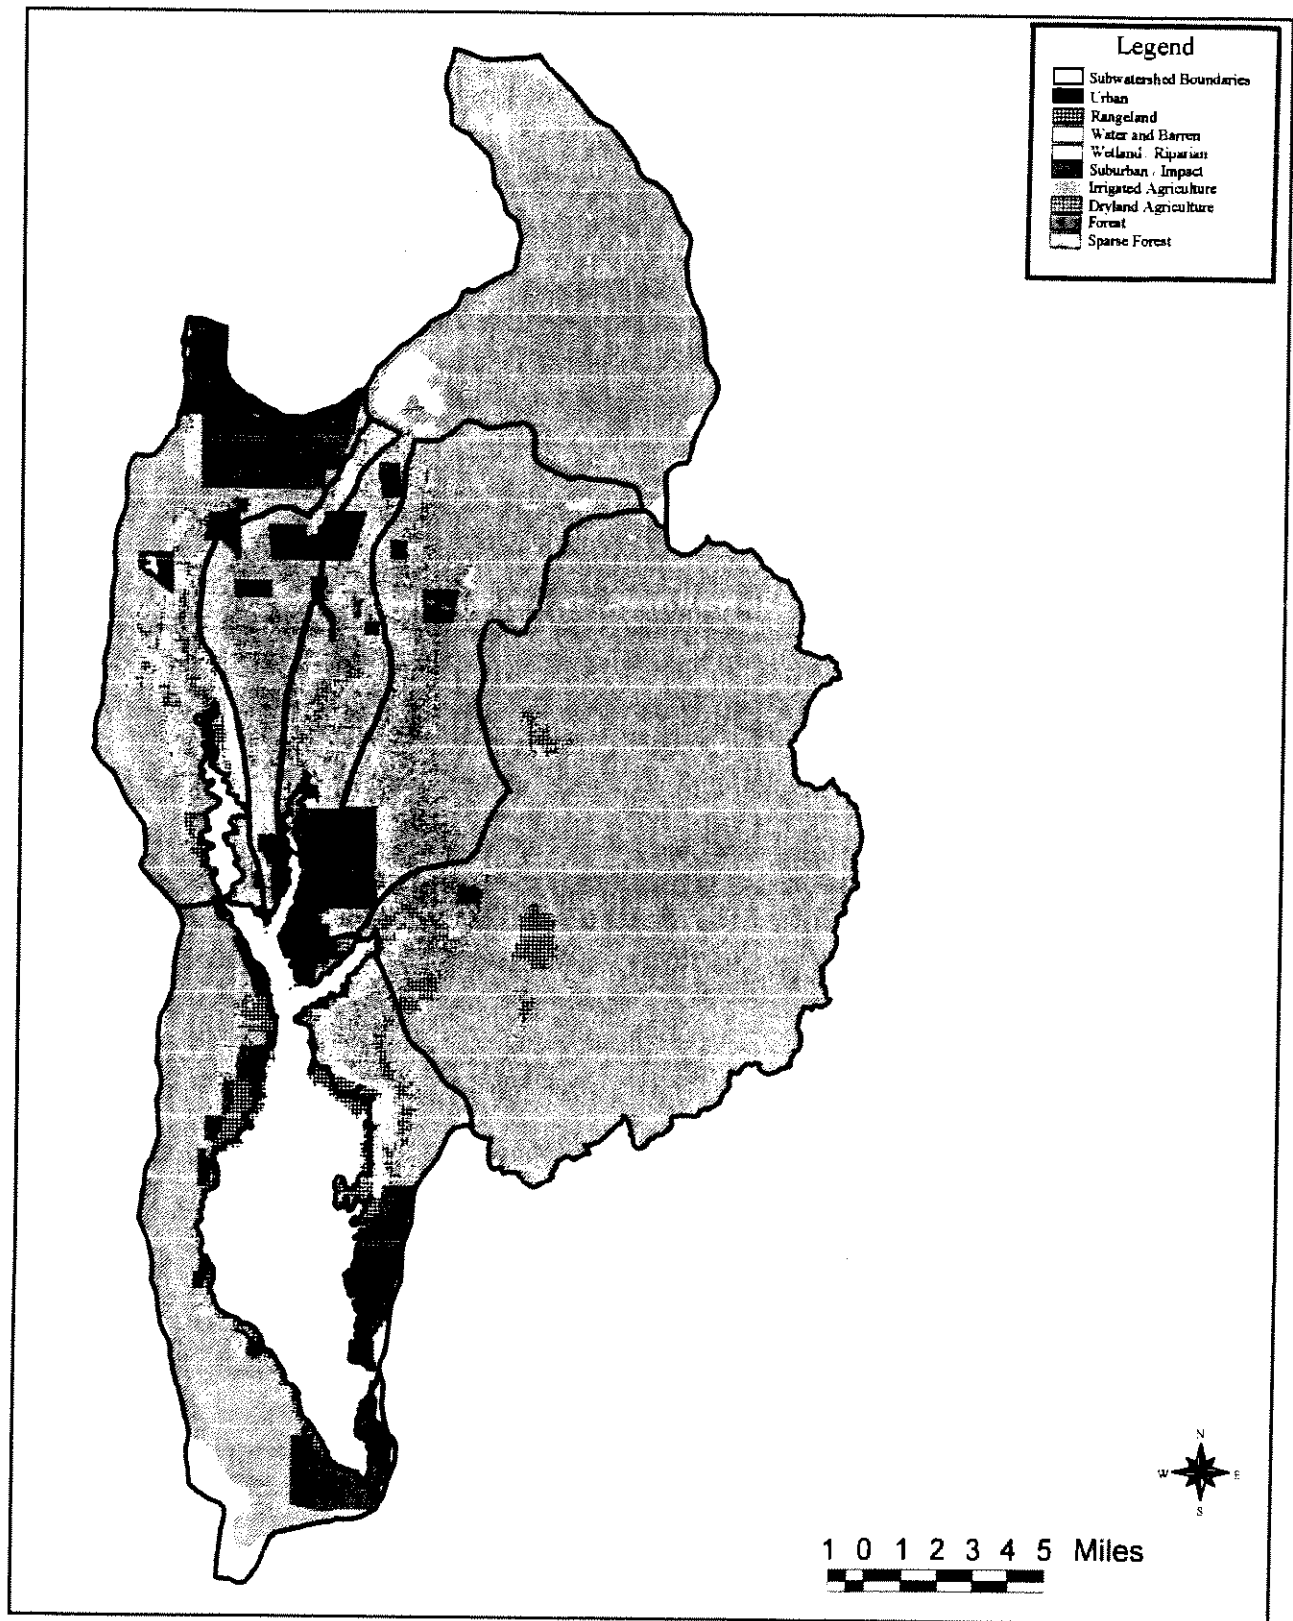 Legend
Subwatershed Boundaries
Urban
Rangeland
Water and Barren
Wetland / Riparian
Suburban / Impact
Irrigated Agriculture
Dryland Agriculture
Forest
Sparse Forest
N
W E
S
1 0 1 2 3 4 5 Miles